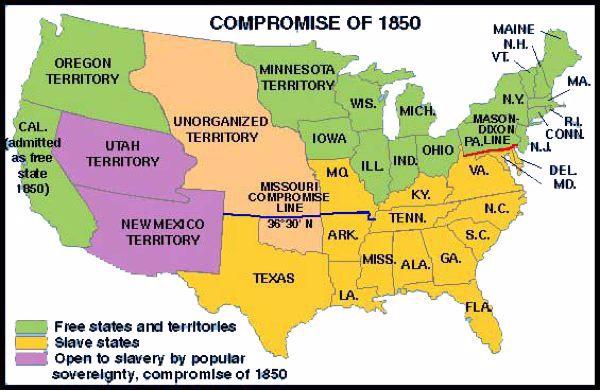 COMPROMISE OF 1850
MAINE
N.H.
VT.
OREGON
TERRITORY
MINNESOTA
TERRITORY
MA.
WIS.
MICH.
N.Y.
UNORGANIZED
TERRITORY
CAL.
(admitted
as free
state
1850)
MASON-
DIXON
LINE
R.I.
CONN.
UTAH
TERRITORY
IOWA
PA.
N.J.
ILL.
IND.
OHIO
DEL.
MD.
MO.
VA.
MISSOURI
COMPROMISE
LINE
KY.
36°30' N
NEW MEXICO
TERRITORY
TENN.
N.C.
ARK.
S.C.
TEXAS
MISS.
ALA.
GA.
LA.
FLA.
Free states and territories
Slave states
Open to slavery by popular
sovereignty, compromise of 1850